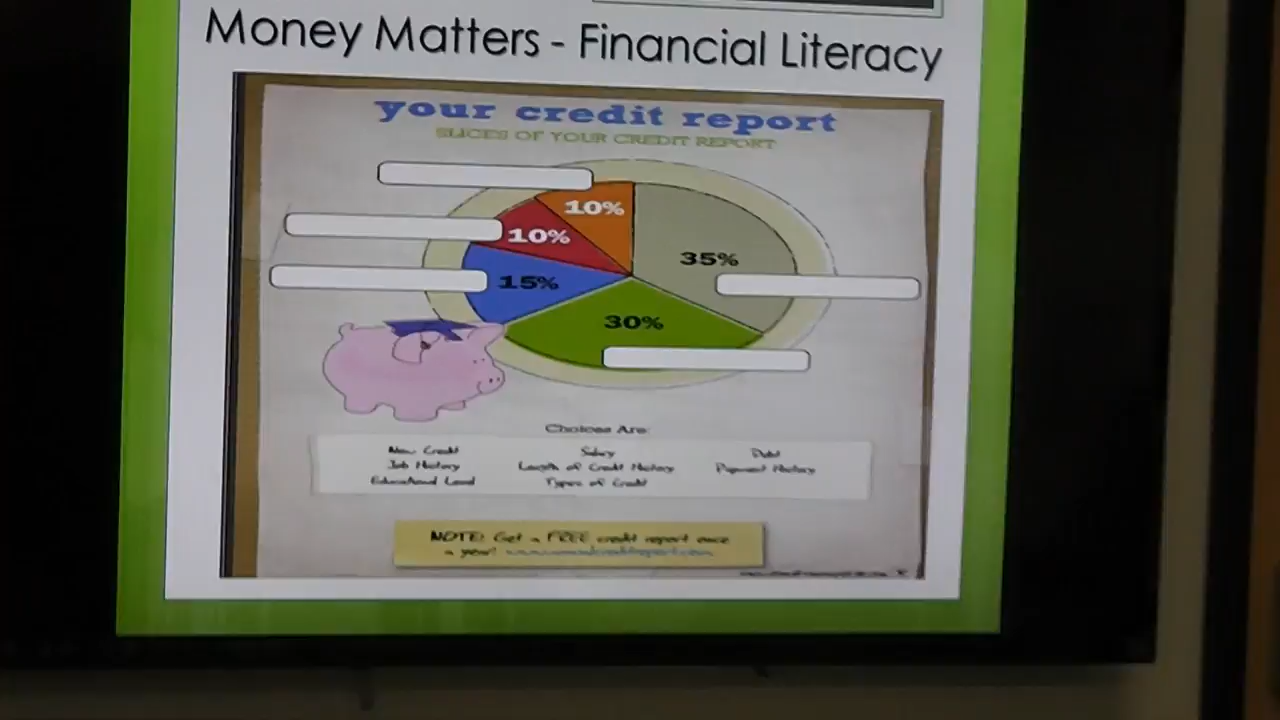 Money Matters - Financial Literacy
your credit report
SLICES OF YOUR CREDIT REPORT
10%
10%
35%
15%
30%
Choices Are:
New Credit Salary Debt
Job History Length of Credit History Payment History
Educational Level Types of Credit
NOTE! Get a FREE credit report once
a year!